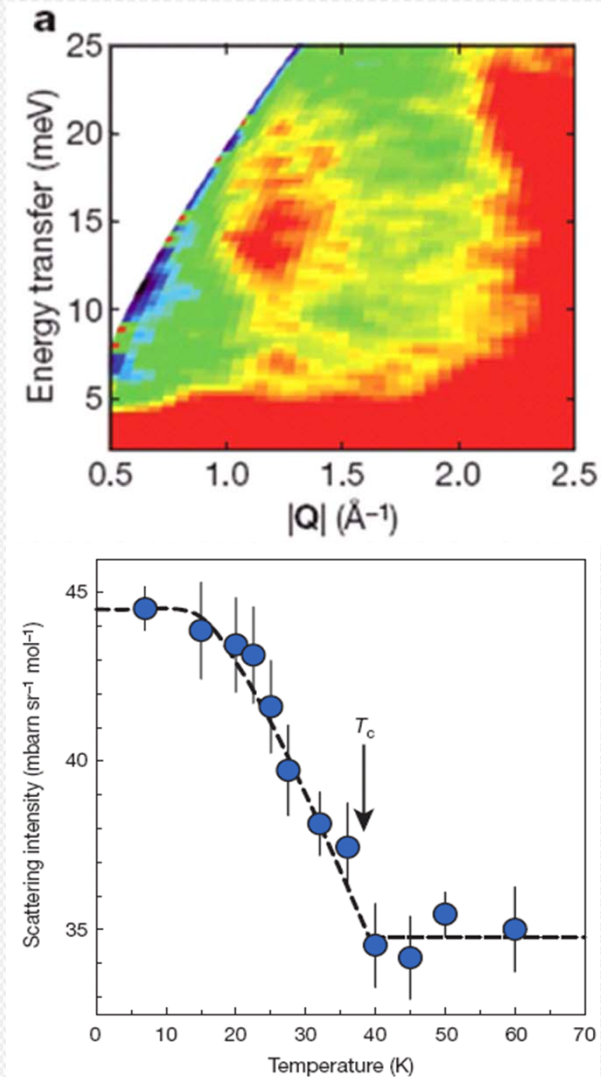 a
25
20
15
10
5
Energy transfer (meV)
0.5 1.0 1.5 2.0 2.5
|Q| (Å⁻¹)
45
40
35
Scattering intensity (mbarn sr⁻¹ mol⁻¹)
Tc
0 10 20 30 40 50 60 70
Temperature (K)